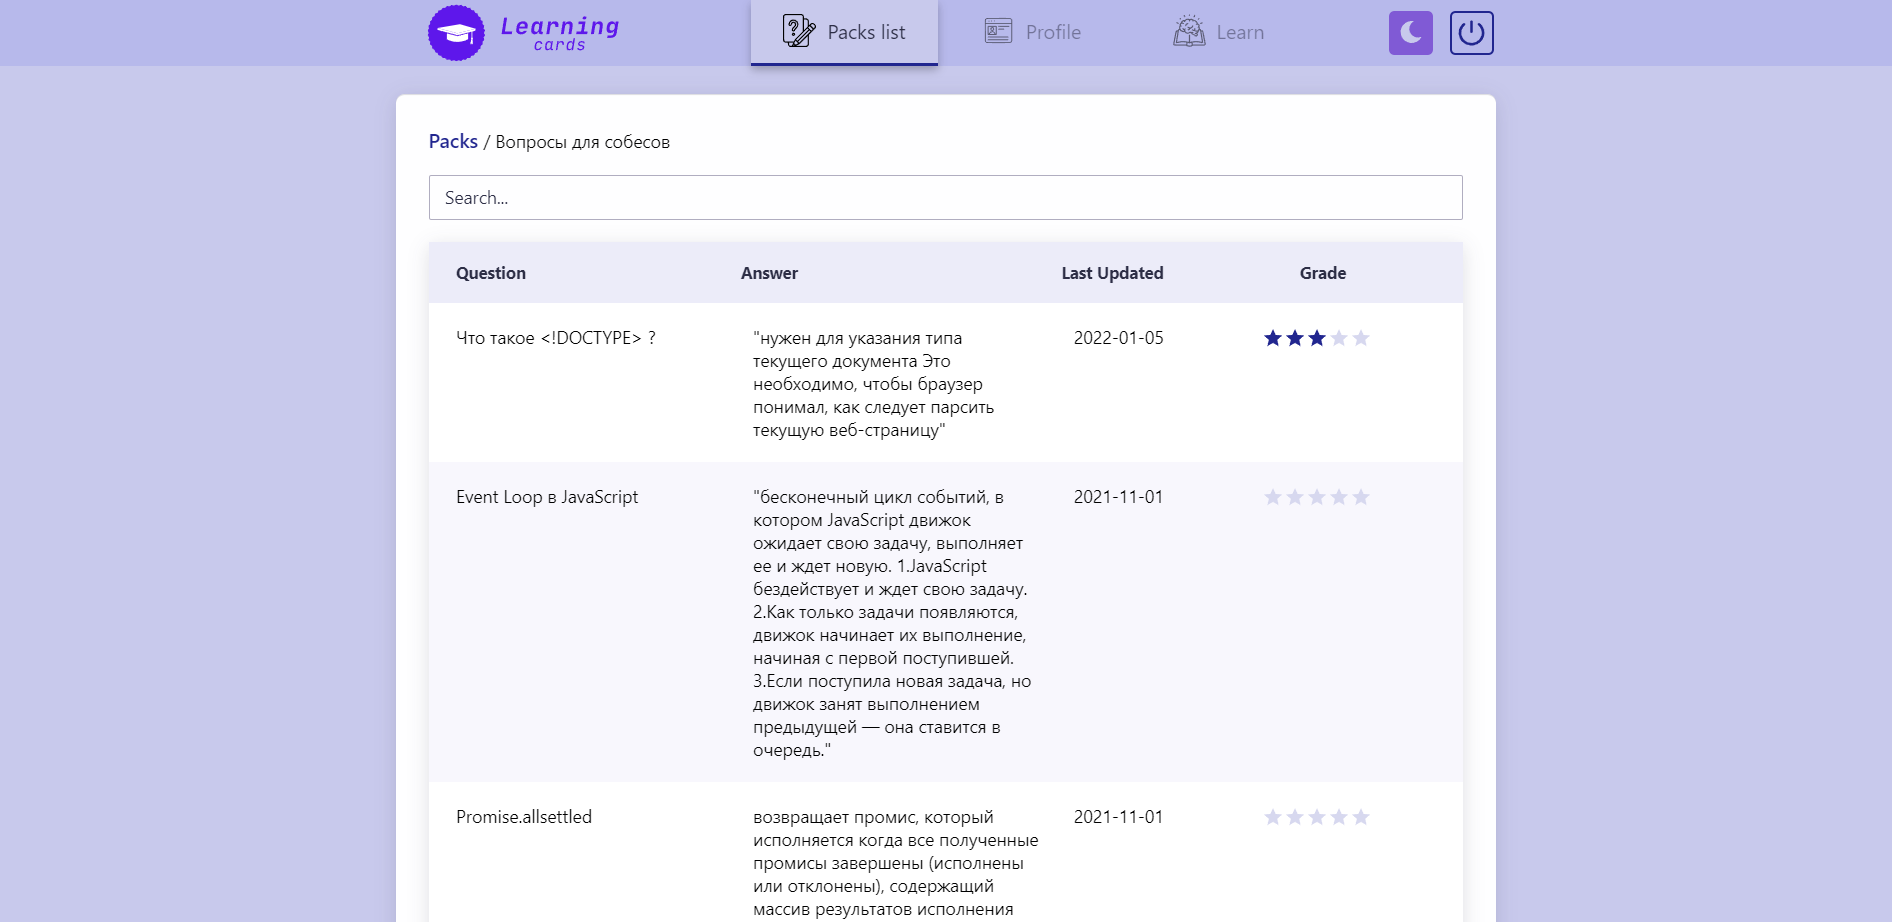 Learning
cards
Packs list
Profile
Learn
Packs / Вопросы для собесов
Search...
Question Answer Last Updated Grade
Что такое <!DOCTYPE> ? "нужен для указания типа 2022-01-05
текущего документа Это
необходимо, чтобы браузер
понимал, как следует парсить
текущую веб-страницу"
Event Loop в JavaScript "бесконечный цикл событий, в 2021-11-01
котором JavaScript движок
ожидает свою задачу, выполняет
ее и ждет новую. 1.JavaScript
бездействует и ждет свою задачу.
2.Как только задачи появляются,
движок начинает их выполнение,
начиная с первой поступившей.
3.Если поступила новая задача, но
движок занят выполнением
предыдущей — она ставится в
очередь."
Promise.allsettled возвращает промис, который 2021-11-01
исполняется когда все полученные
промисы завершены (исполнены
или отклонены), содержащий
массив результатов исполнения